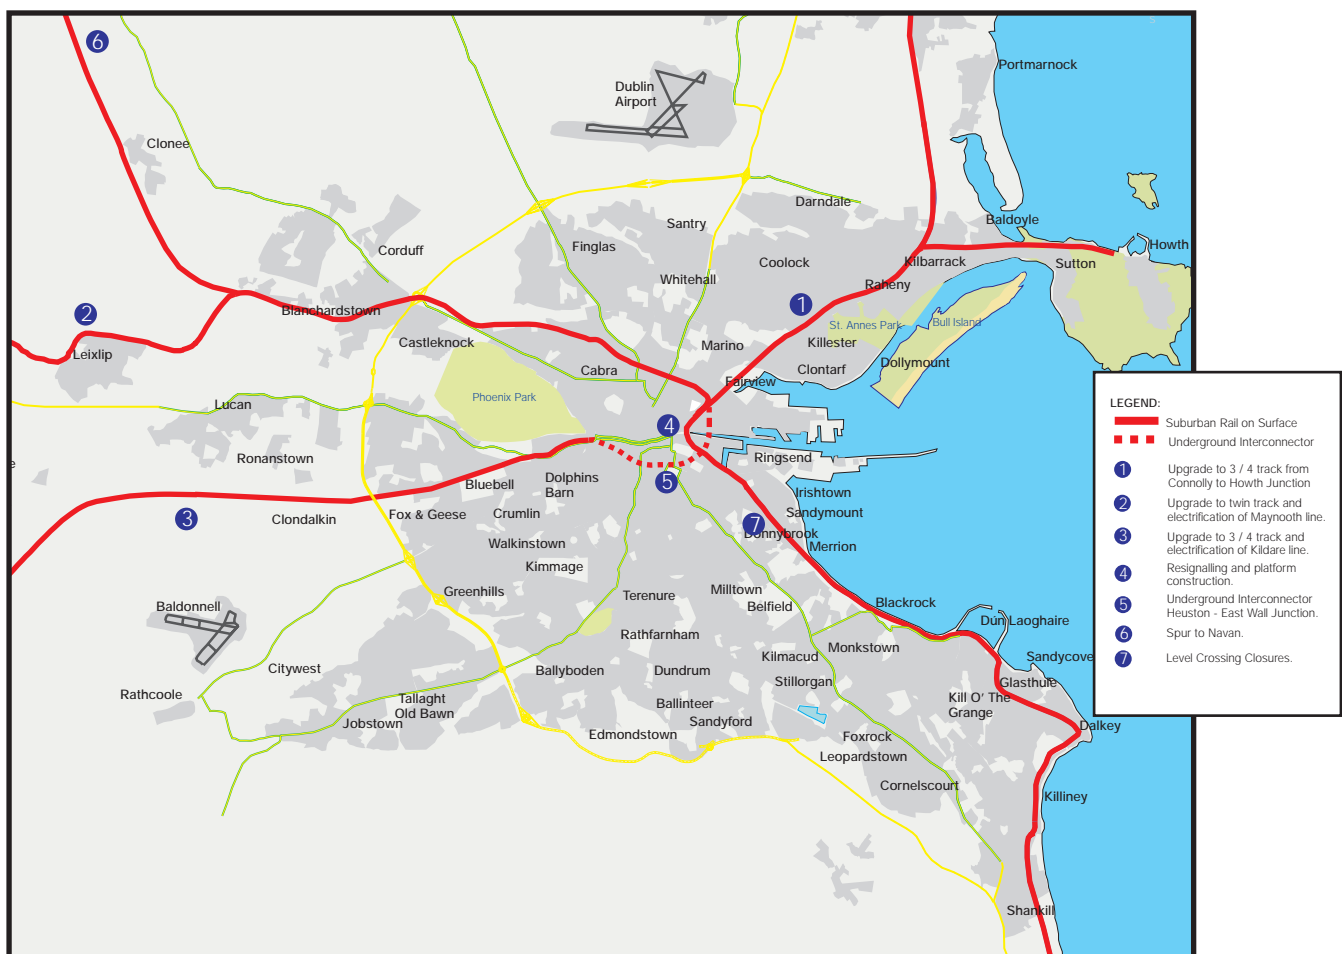 S
6
Portmarnock
Dublin
Airport
Clonee
Darndale
Baldoyle
Santry
Howth
Corduff
Finglas
Coolock
Kilbarrack
Sutton
Whitehall
Raheny
1
2
Blanchardstown
St. Annes Park
Bull Island
Castleknock
Marino
Killester
Leixlip
Dollymount
Cabra
Clontarf
Fairview
Phoenix Park
Lucan
4
Ronanstown
Ringsend
e
5
Bluebell
Dolphins
Barn
Irishtown
Fox & Geese
Crumlin
Sandymount
3
Clondalkin
7
Donnybrook
Walkinstown
Merrion
Kimmage
Greenhills
Terenure
Milltown
Belfield
Blackrock
Baldonnell
Dún Laoghaire
Rathfarnham
Monkstown
Kilmacud
Sandycove
Citywest
Ballyboden
Dundrum
Stillorgan
Glasthule
Rathcoole
Tallaght
Old Bawn
Ballinteer
Kill O' The
Grange
Jobstown
Sandyford
Dalkey
Edmondstown
Foxrock
Leopardstown
Cornelscourt
Killiney
Shankill
LEGEND:
Suburban Rail on Surface
Underground Interconnector
1 Upgrade to 3 / 4 track from
Connolly to Howth Junction
2 Upgrade to twin track and
electrification of Maynooth line.
3 Upgrade to 3 / 4 track and
electrification of Kildare line.
4 Resignalling and platform
construction.
5 Underground Interconnector
Heuston - East Wall Junction.
6 Spur to Navan.
7 Level Crossing Closures.